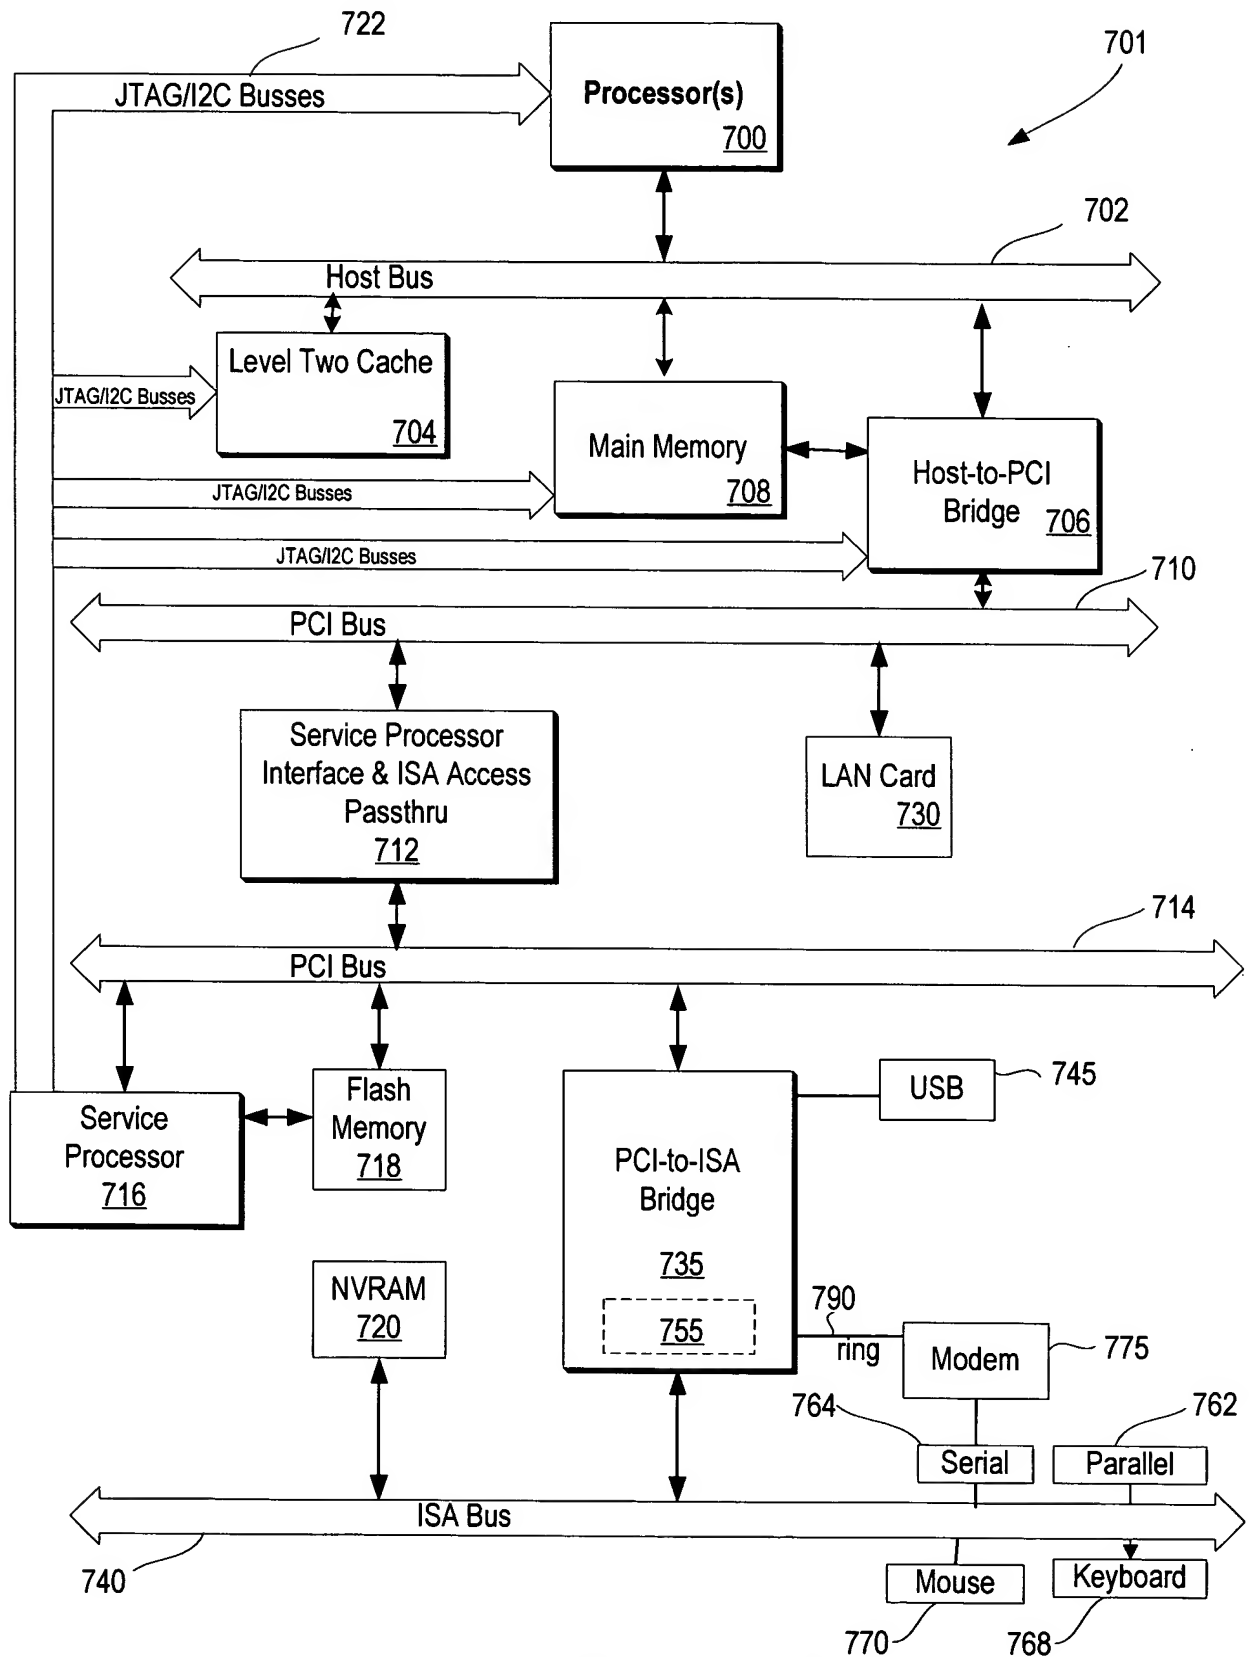 722
701
JTAG/I2C Busses
Processor(s)
700
702
Host Bus
Level Two Cache
704
JTAG/I2C Busses
Main Memory
708
Host-to-PCI
Bridge 706
JTAG/I2C Busses
JTAG/I2C Busses
710
PCI Bus
Service Processor
Interface & ISA Access
Passthru
712
LAN Card
730
714
PCI Bus
Service
Processor
716
Flash
Memory
718
PCI-to-ISA
Bridge
735
755
USB
745
NVRAM
720
790
ring
Modem
775
764
762
Serial
Parallel
ISA Bus
740
Mouse
Keyboard
770
768